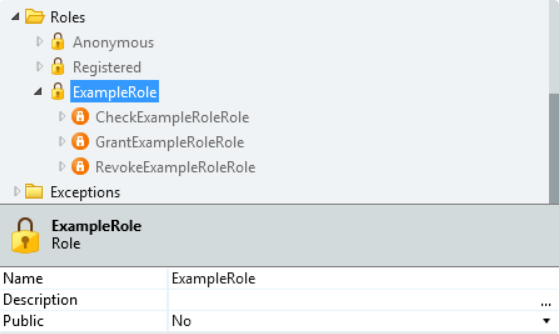 Roles
Anonymous
Registered
ExampleRole
CheckExampleRoleRole
GrantExampleRoleRole
RevokeExampleRoleRole
Exceptions
ExampleRole
Role
Name ExampleRole
Description ...
Public No